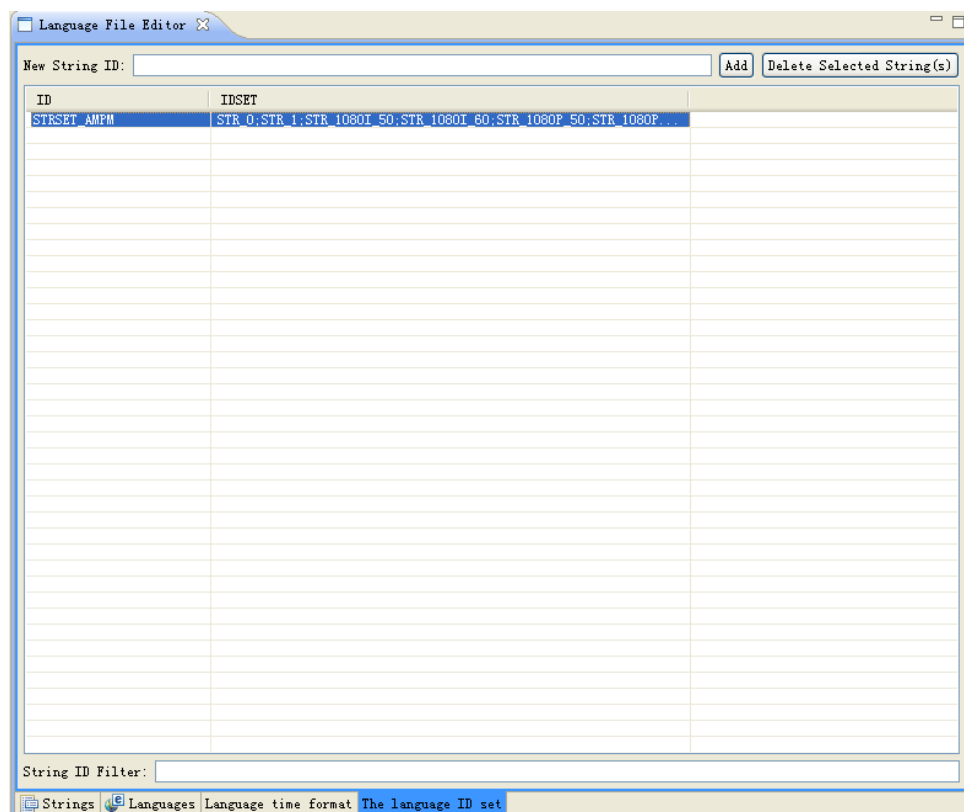 Language File Editor
New String ID: Add Delete Selected String(s)
ID IDSET
STRSET_AMPM STR_0;STR_1;STR_1080I_50;STR_1080I_60;STR_1080P_50;STR_1080P...
String ID Filter:
Strings Languages Language time format The language ID set